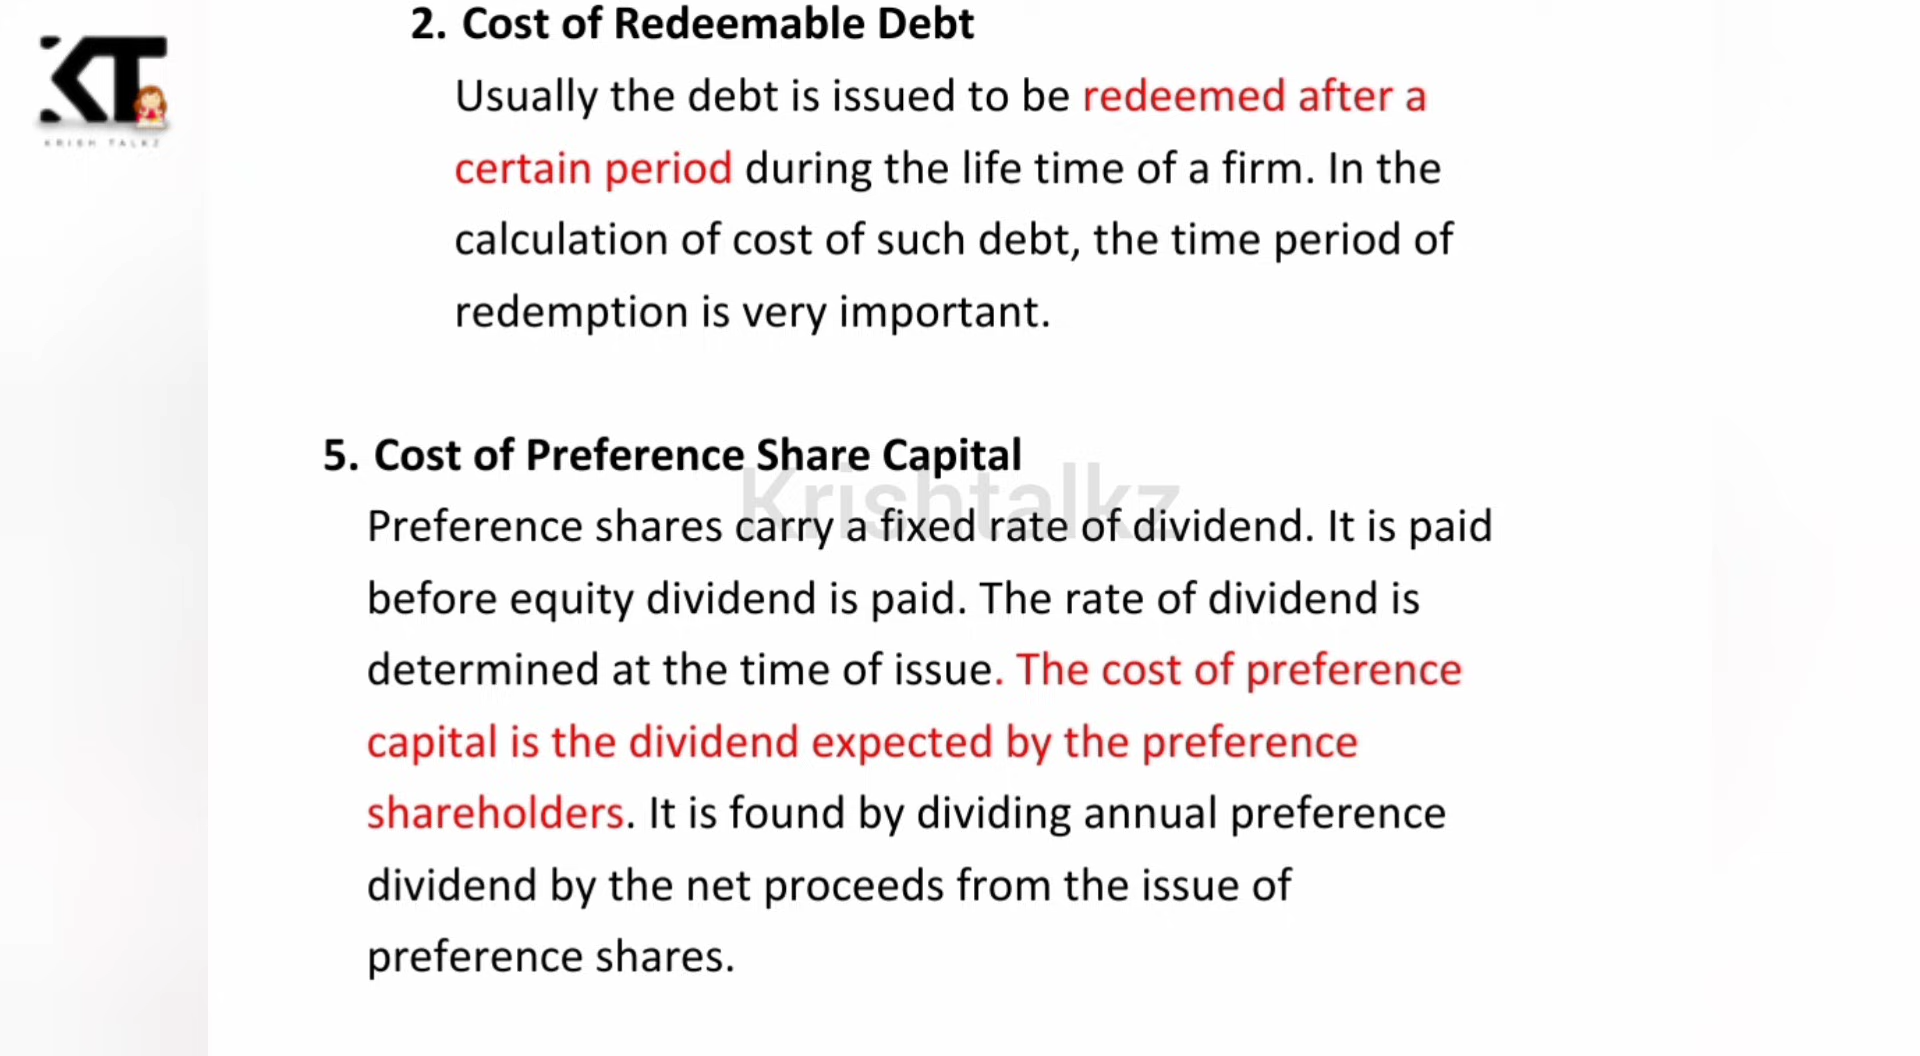 KT
KRISH TALKZ
2. Cost of Redeemable Debt
Usually the debt is issued to be redeemed after a
certain period during the life time of a firm. In the
calculation of cost of such debt, the time period of
redemption is very important.
5. Cost of Preference Share Capital
Krishtalkz
Preference shares carry a fixed rate of dividend. It is paid
before equity dividend is paid. The rate of dividend is
determined at the time of issue. The cost of preference
capital is the dividend expected by the preference
shareholders. It is found by dividing annual preference
dividend by the net proceeds from the issue of
preference shares.